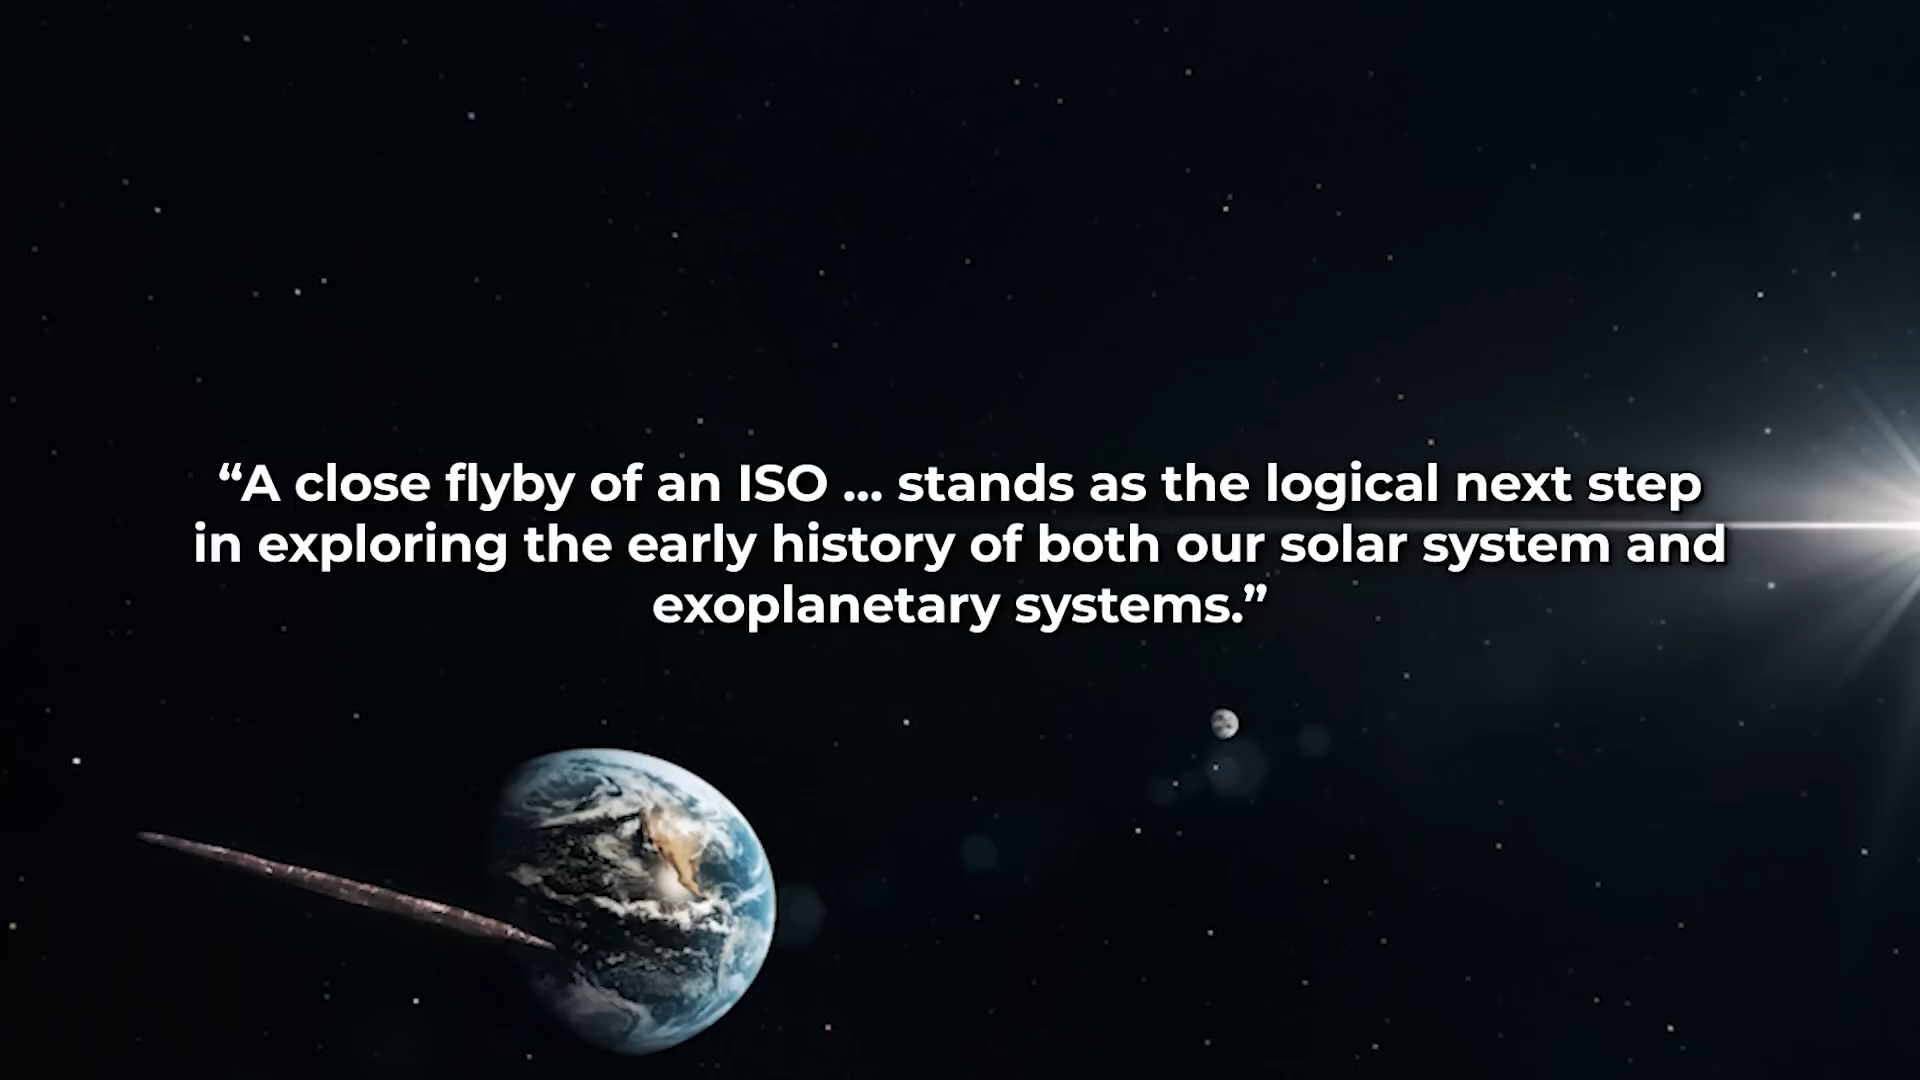 “A close flyby of an ISO ... stands as the logical next step
in exploring the early history of both our solar system and
exoplanetary systems.”